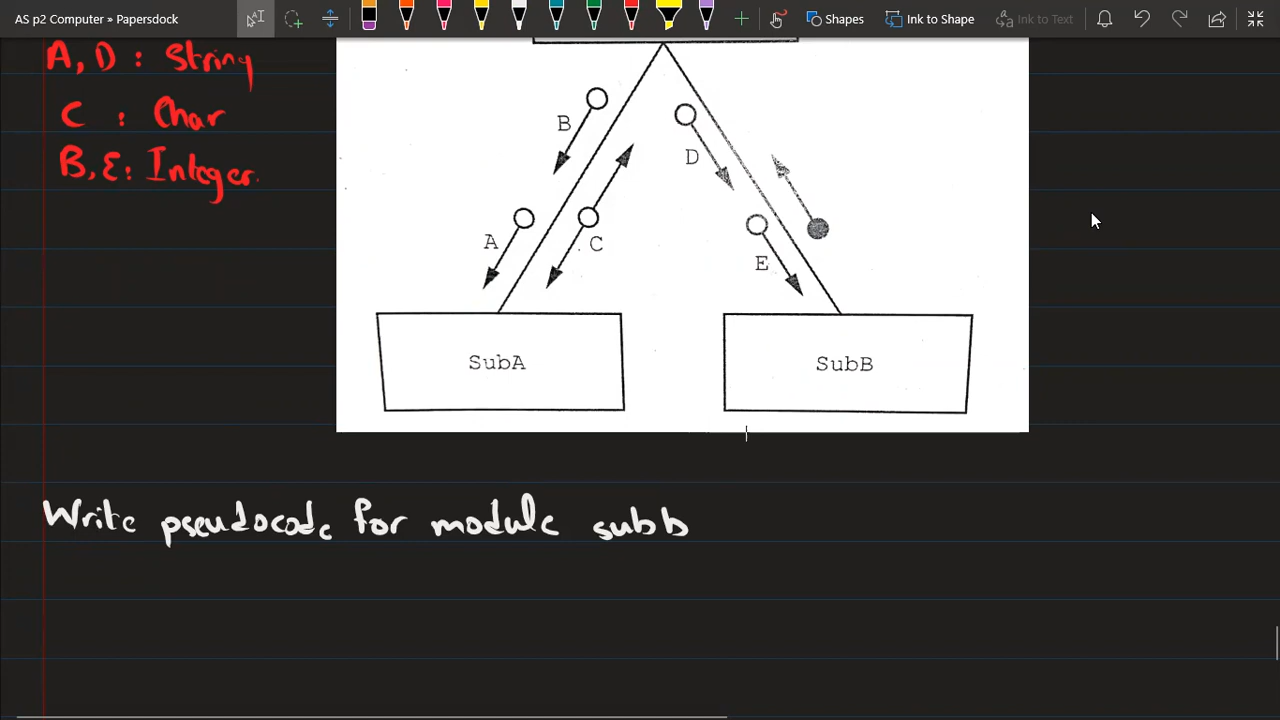 AS p2 Computer » Papersdock
Shapes
Ink to Shape
Ink to Text
A, D : String
C : Char
B, E : Integer.
B
D
A
C
E
SubA
SubB
Write pseudocode for module subb